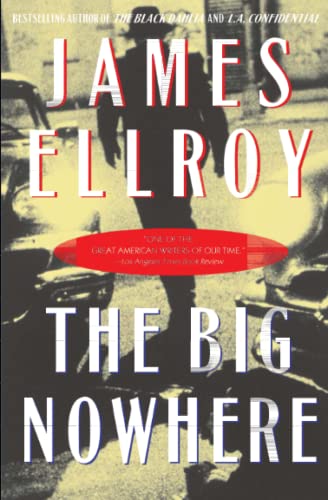 BESTSELLING AUTHOR OF THE BLACK DAHLIA AND L.A. CONFIDENTIAL
JAMES
ELLROY
"ONE OF THE
GREAT AMERICAN WRITERS OF OUR TIME."
—Los Angeles Times Book Review
THE BIG
NOWHERE